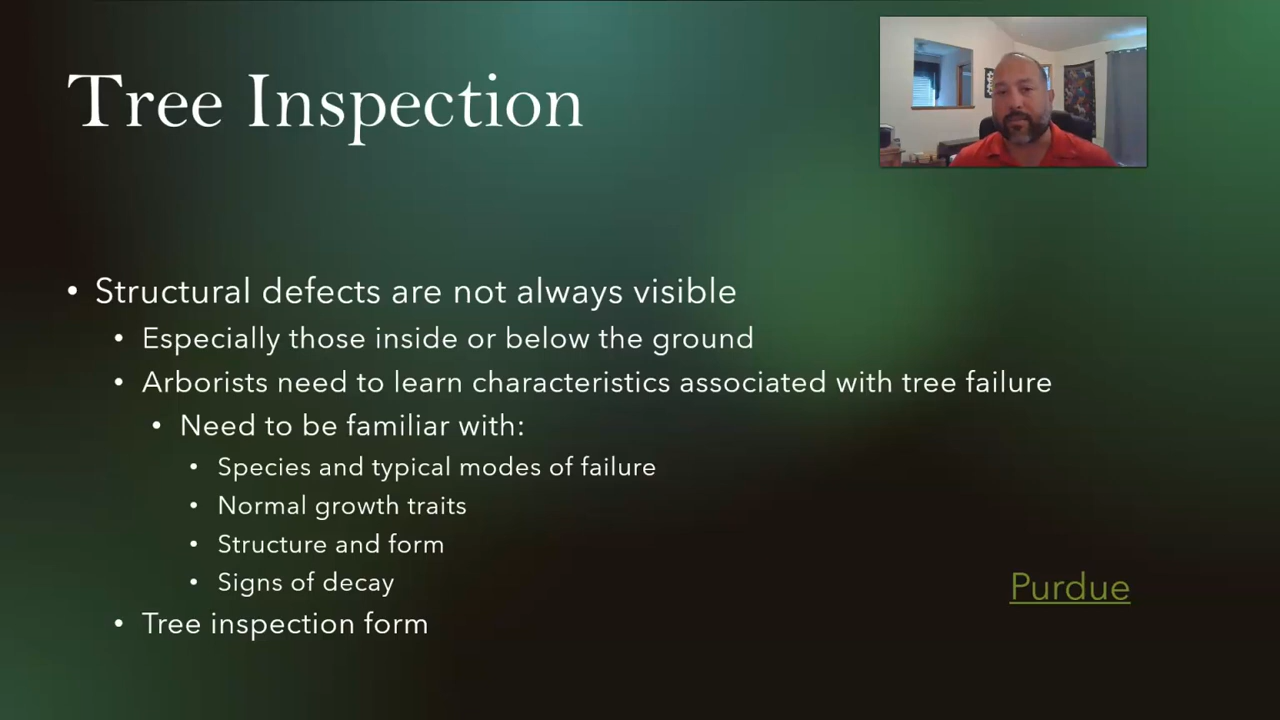 Tree Inspection
• Structural defects are not always visible
• Especially those inside or below the ground
• Arborists need to learn characteristics associated with tree failure
• Need to be familiar with:
• Species and typical modes of failure
• Normal growth traits
• Structure and form
• Signs of decay
• Tree inspection form
Purdue